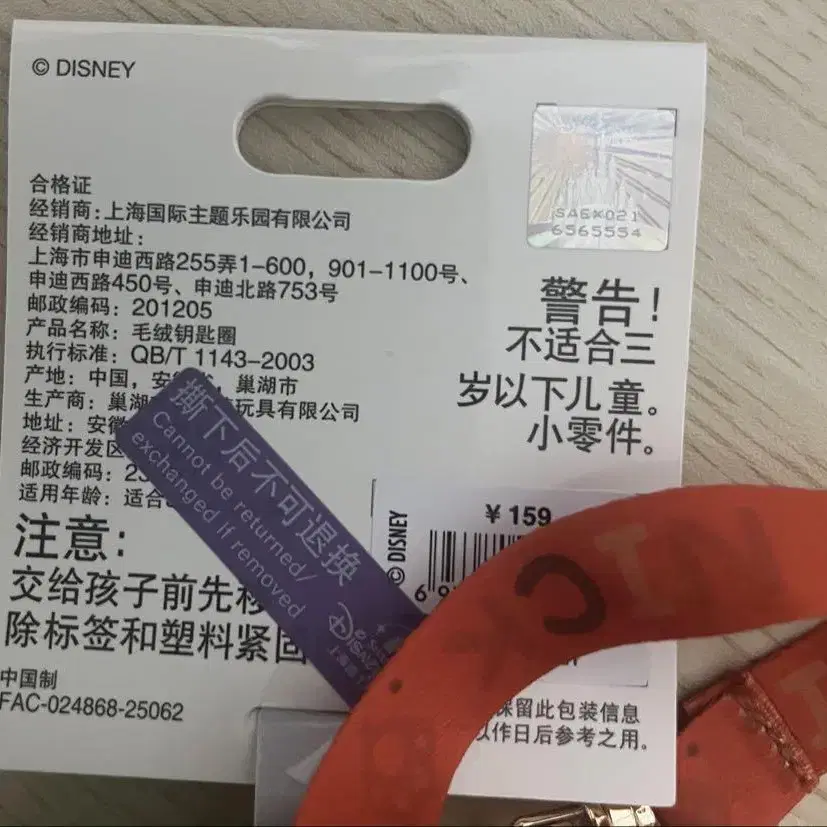 © DISNEY
合格证
经销商：上海国际主题乐园有限公司
经销商地址：
上海市申迪西路255弄1-600，901-1100号、
申迪西路450号、申迪北路753号
邮政编码：201205
产品名称：毛绒钥匙圈
执行标准：QB/T 1143-2003
产地：中国，安 ，巢湖市
生产商：巢湖 玩具有限公司
地址：安徽
经济开发区
邮政编码：2
适用年龄：适合
注意：
交给孩子前先移
除标签和塑料紧固
中国制
FAC-024868-25062
SAEK021
6565554
警告！
不适合三
岁以下儿童。
小零件。
撕下后不可退换
Cannot be returned/
exchanged if removed
DISNEY
¥ 159
© DISNEY
6
保留此包装信息
以作日后参考之用。
NICK